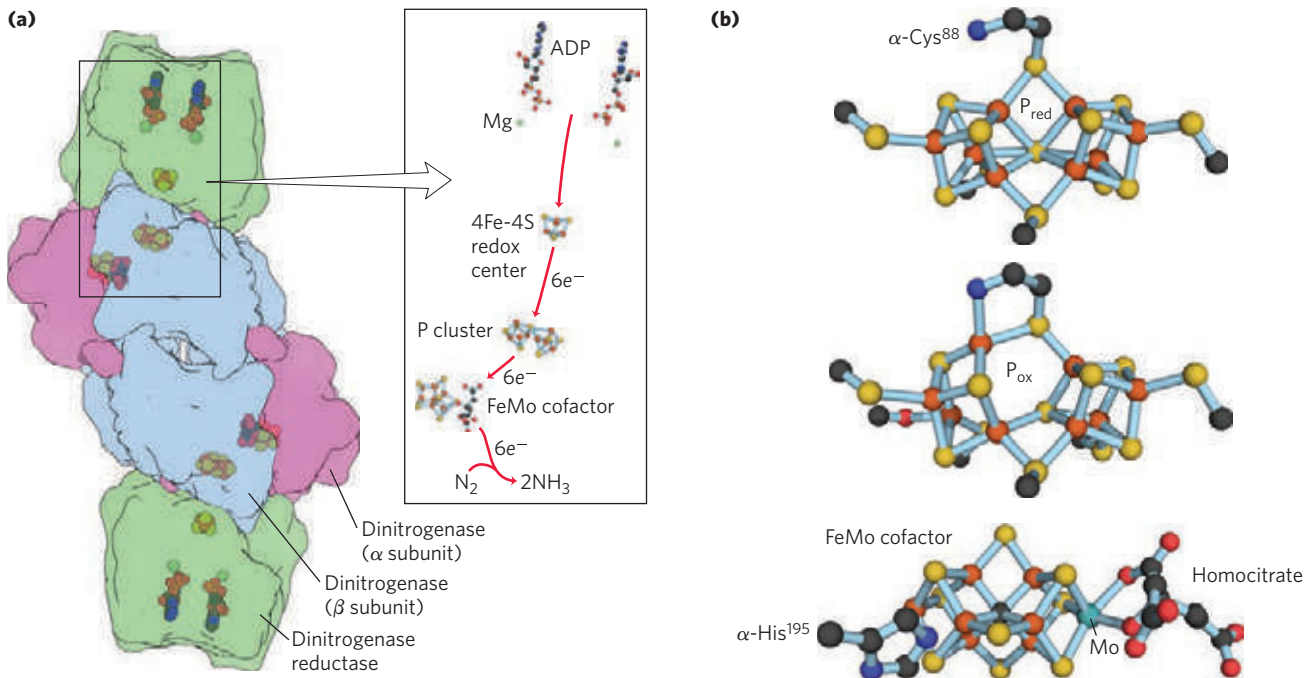 (a)
ADP
Mg
4Fe-4S
redox
center
6e⁻
P cluster
6e⁻
FeMo cofactor
6e⁻
N₂
2NH₃
Dinitrogenase
(α subunit)
Dinitrogenase
(β subunit)
Dinitrogenase
reductase
(b)
α-Cys⁸⁸
P_red
P_ox
FeMo cofactor
Homocitrate
α-His¹⁹⁵
Mo